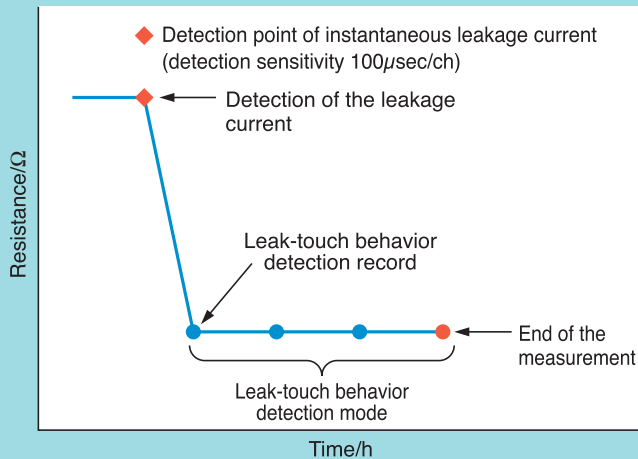 Detection point of instantaneous leakage current
(detection sensitivity 100µsec/ch)
Detection of the leakage
current
Resistance/Ω
Leak-touch behavior
detection record
End of the
measurement
Leak-touch behavior
detection mode
Time/h